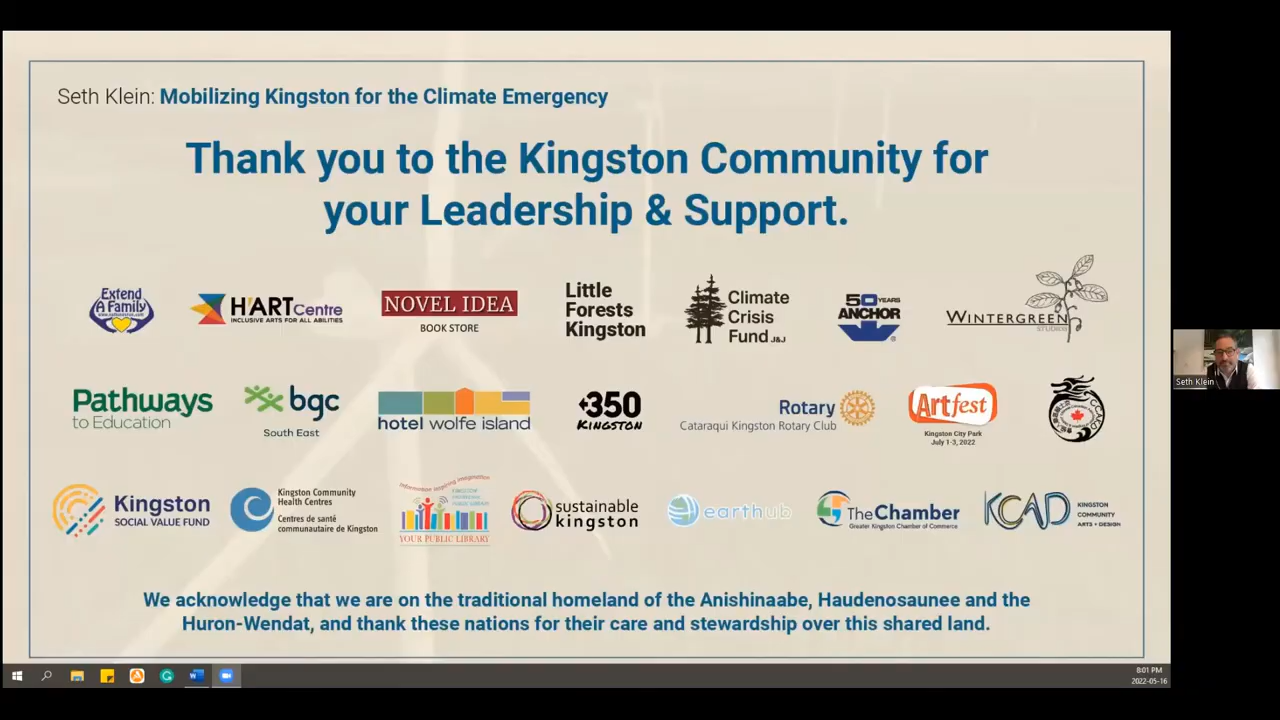 Seth Klein: Mobilizing Kingston for the Climate Emergency
Thank you to the Kingston Community for
your Leadership & Support.
Extend
A Family
H'ART Centre
INCLUSIVE ARTS FOR ALL ABILITIES
NOVEL IDEA
BOOK STORE
Little
Forests
Kingston
Climate
Crisis
Fund J&J
50 YEARS
ANCHOR
WINTERGREEN
STUDIOS
Pathways
to Education
bgc
South East
hotel wolfe island
350
KINGSTON
Rotary
Cataraqui Kingston Rotary Club
Artfest
Kingston City Park
July 1-3, 2022
Kingston
SOCIAL VALUE FUND
Kingston Community
Health Centres
Centres de santé
communautaire de Kingston
Information Inspiring Imagination
YOUR PUBLIC LIBRARY
sustainable
kingston
earthub
The Chamber
Greater Kingston Chamber of Commerce
KCAD
KINGSTON
COMMUNITY
ARTS + DESIGN
We acknowledge that we are on the traditional homeland of the Anishinaabe, Haudenosaunee and the
Huron-Wendat, and thank these nations for their care and stewardship over this shared land.
Seth Klein
8:01 PM
2022-05-16